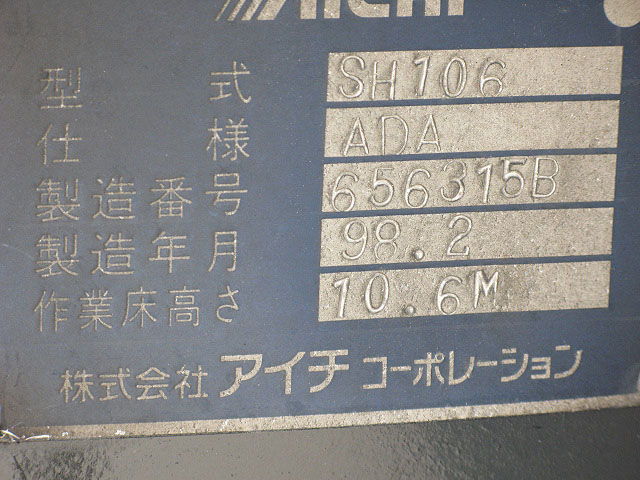 AICHI
型式 SH106
仕様 ADA
製造番号 656315B
製造年月 98.2
作業床高さ 10.6M
株式会社 アイチ コーポレーション